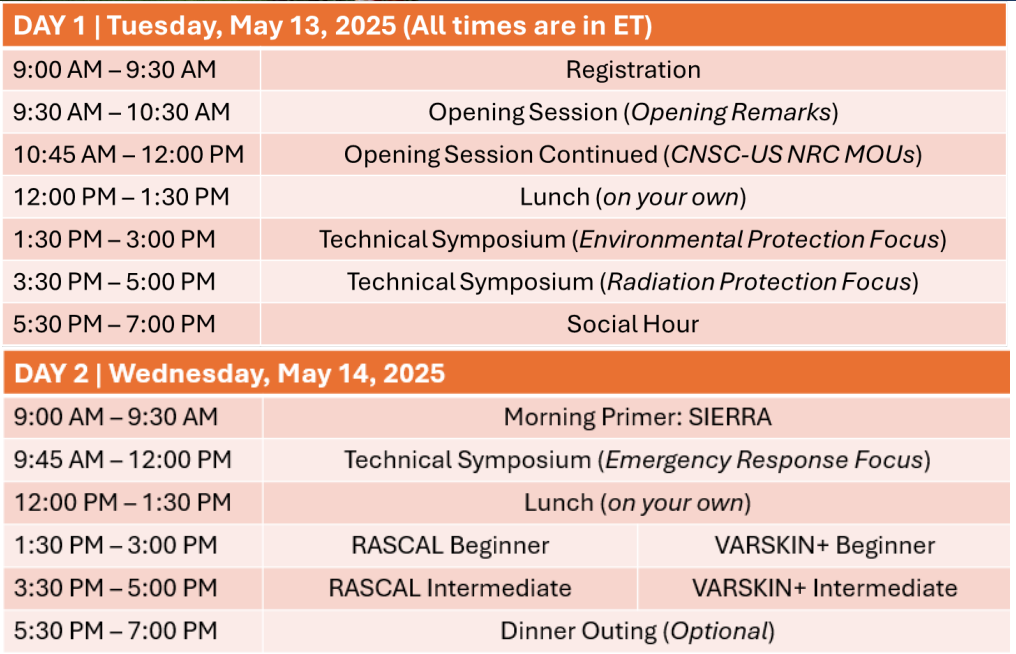 DAY 1 | Tuesday, May 13, 2025 (All times are in ET)
9:00 AM – 9:30 AM Registration
9:30 AM – 10:30 AM Opening Session (Opening Remarks)
10:45 AM – 12:00 PM Opening Session Continued (CNSC-US NRC MOUs)
12:00 PM – 1:30 PM Lunch (on your own)
1:30 PM – 3:00 PM Technical Symposium (Environmental Protection Focus)
3:30 PM – 5:00 PM Technical Symposium (Radiation Protection Focus)
5:30 PM – 7:00 PM Social Hour
DAY 2 | Wednesday, May 14, 2025
9:00 AM – 9:30 AM Morning Primer: SIERRA
9:45 AM – 12:00 PM Technical Symposium (Emergency Response Focus)
12:00 PM – 1:30 PM Lunch (on your own)
1:30 PM – 3:00 PM RASCAL Beginner VARSKIN+ Beginner
3:30 PM – 5:00 PM RASCAL Intermediate VARSKIN+ Intermediate
5:30 PM – 7:00 PM Dinner Outing (Optional)